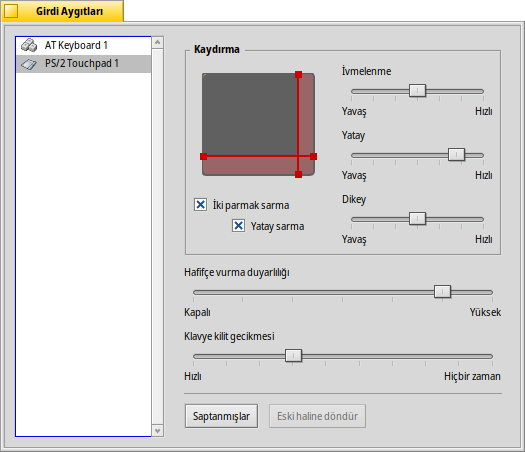 Girdi Aygıtları
AT Keyboard 1
PS/2 Touchpad 1
Kaydırma
İki parmak sarma
Yatay sarma
İvmelenme
Yavaş Hızlı
Yatay
Yavaş Hızlı
Dikey
Yavaş Hızlı
Hafifçe vurma duyarlılığı
Kapalı Yüksek
Klavye kilit gecikmesi
Hızlı Hiçbir zaman
Saptanmışlar Eski haline döndür